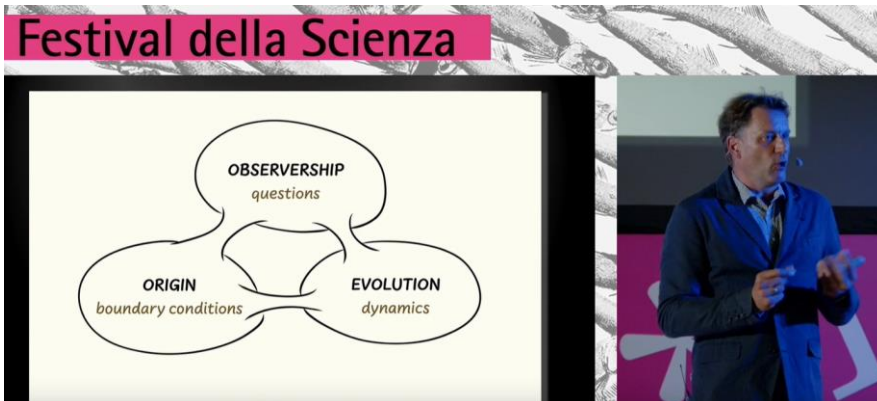 Festival della Scienza
OBSERVERSHIP
questions
ORIGIN
boundary conditions
EVOLUTION
dynamics